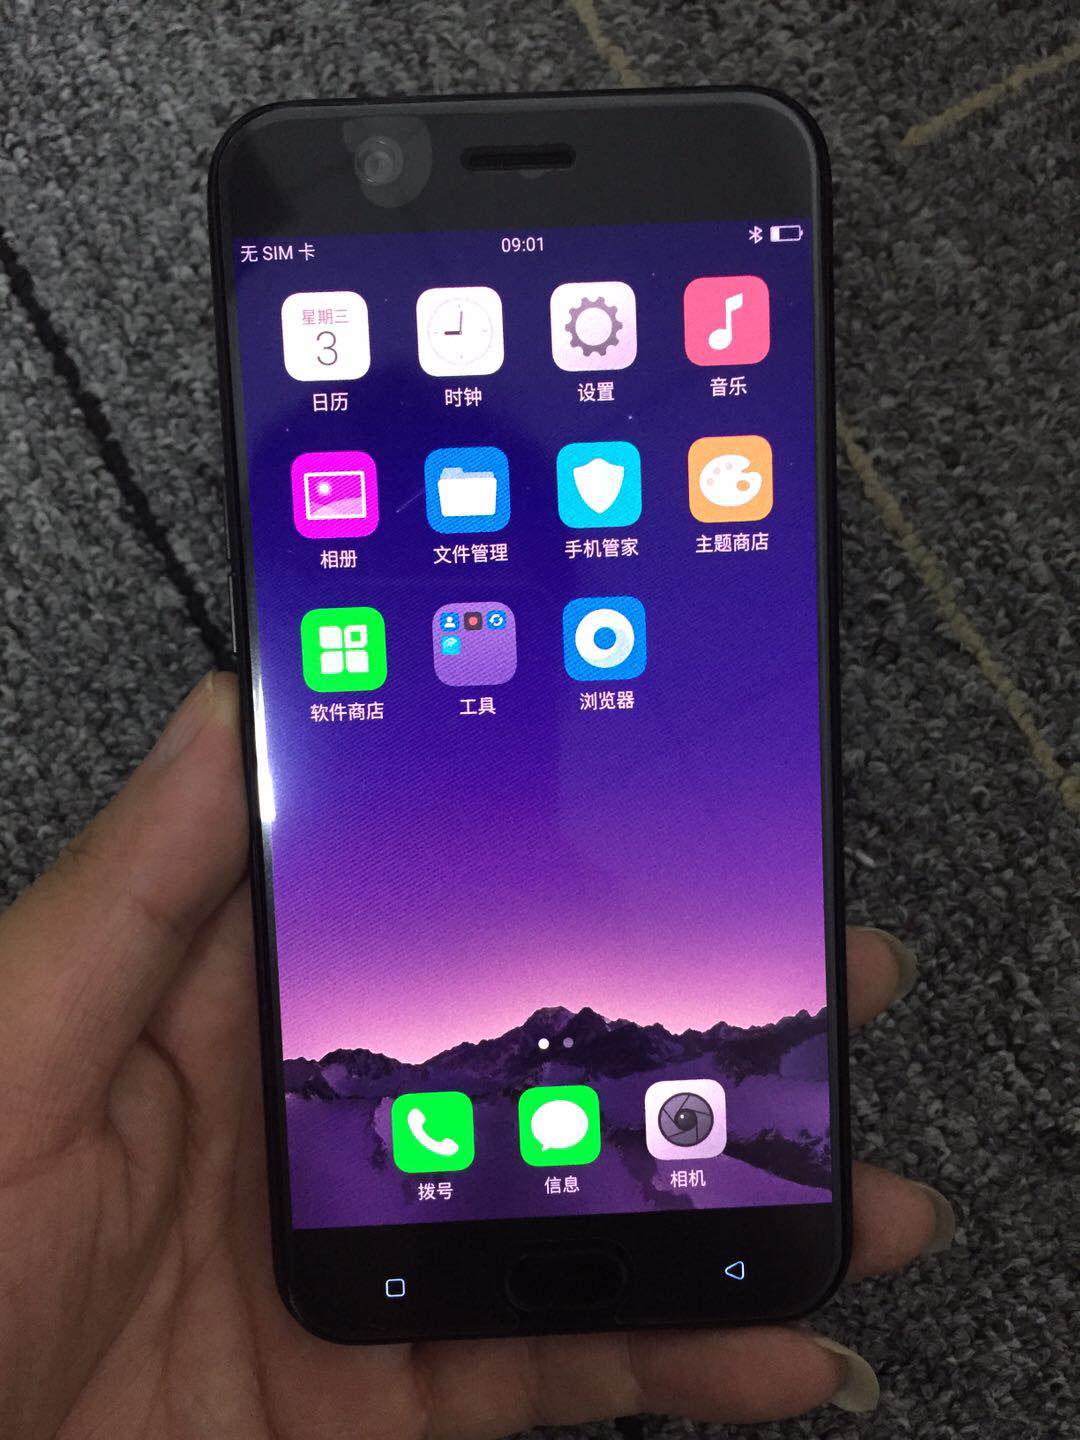 无 SIM 卡
09:01
星期三
3
日历
时钟
设置
音乐
相册
文件管理
手机管家
主题商店
软件商店
工具
浏览器
拨号
信息
相机